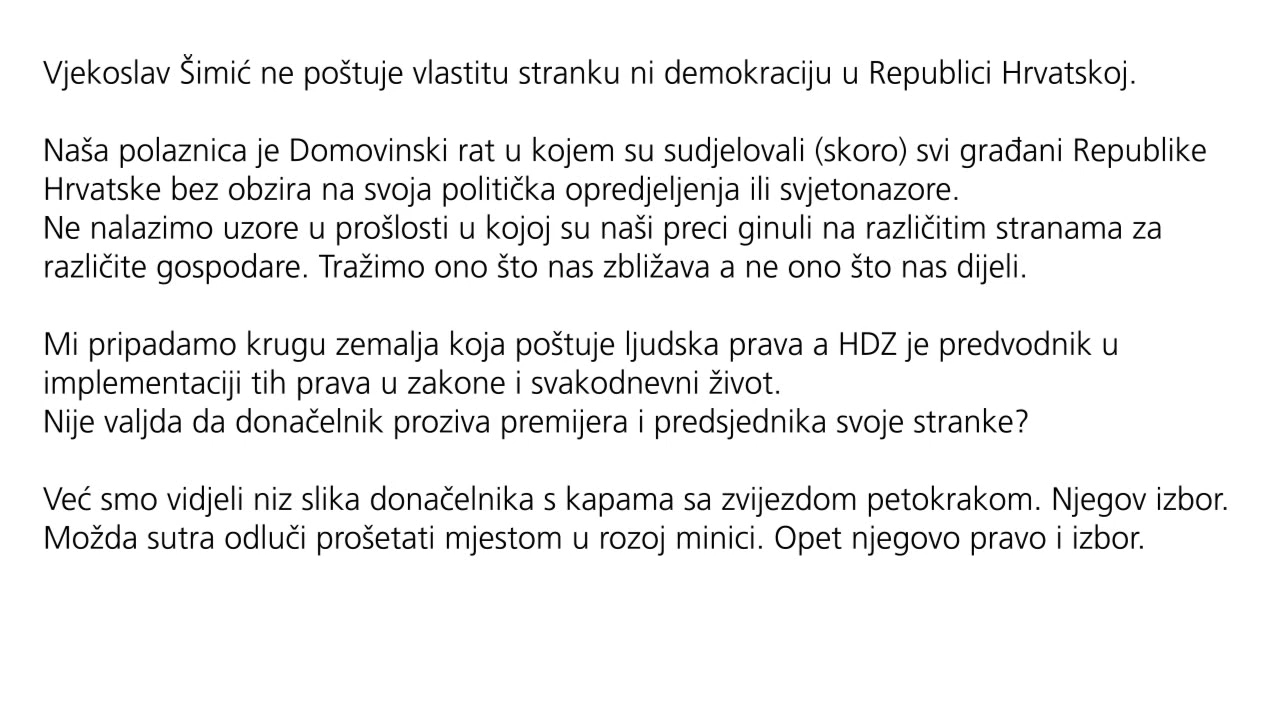 Vjekoslav Šimić ne poštuje vlastitu stranku ni demokraciju u Republici Hrvatskoj.
Naša polaznica je Domovinski rat u kojem su sudjelovali (skoro) svi građani Republike
Hrvatske bez obzira na svoja politička opredjeljenja ili svjetonazore.
Ne nalazimo uzore u prošlosti u kojoj su naši preci ginuli na različitim stranama za
različite gospodare. Tražimo ono što nas zbližava a ne ono što nas dijeli.
Mi pripadamo krugu zemalja koja poštuje ljudska prava a HDZ je predvodnik u
implementaciji tih prava u zakone i svakodnevni život.
Nije valjda da donačelnik proziva premijera i predsjednika svoje stranke?
Već smo vidjeli niz slika donačelnika s kapama sa zvijezdom petokrakom. Njegov izbor.
Možda sutra odluči prošetati mjestom u rozoj minici. Opet njegovo pravo i izbor.